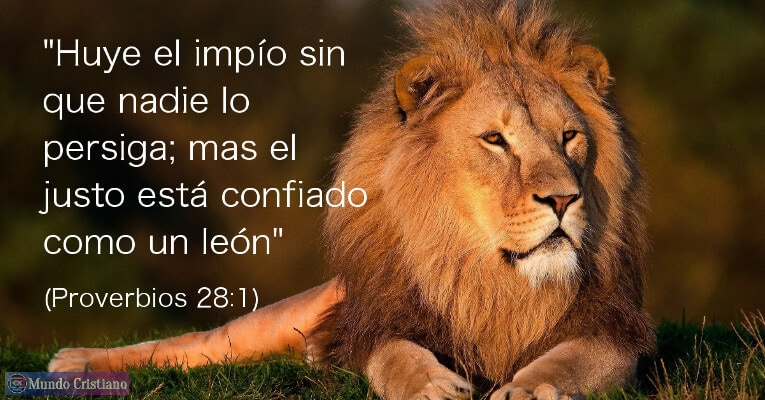 "Huye el impío sin
que nadie lo
persiga; mas el
justo está confiado
como un león"
(Proverbios 28:1)
Mundo Cristiano